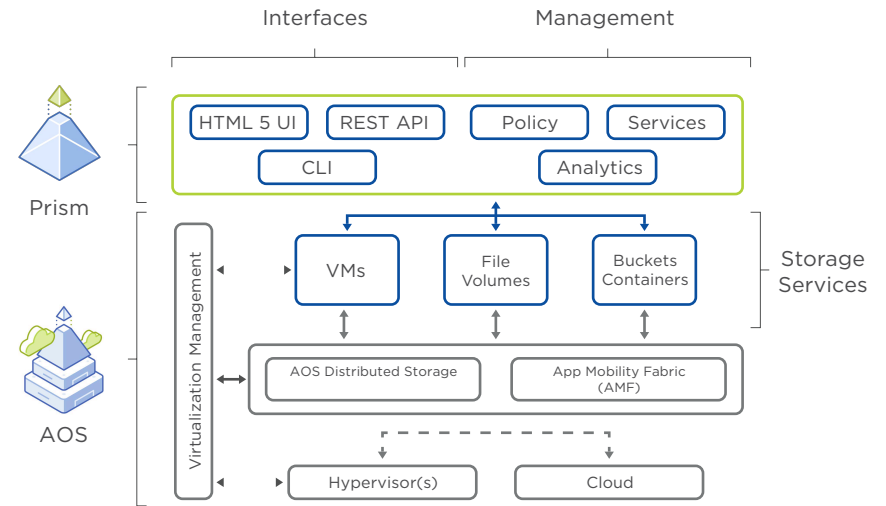 Interfaces
Management
HTML 5 UI
REST API
Policy
Services
CLI
Analytics
Prism
Virtualization Management
VMs
File
Volumes
Buckets
Containers
Storage
Services
AOS Distributed Storage
App Mobility Fabric
(AMF)
AOS
Hypervisor(s)
Cloud